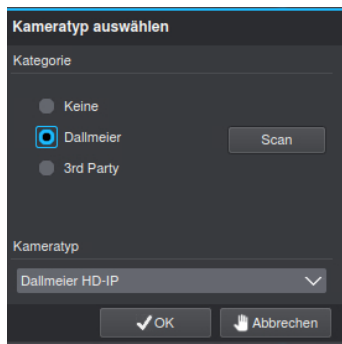 Kameratyp auswählen
Kategorie
Keine
Dallmeier
Scan
3rd Party
Kameratyp
Dallmeier HD-IP
OK
Abbrechen